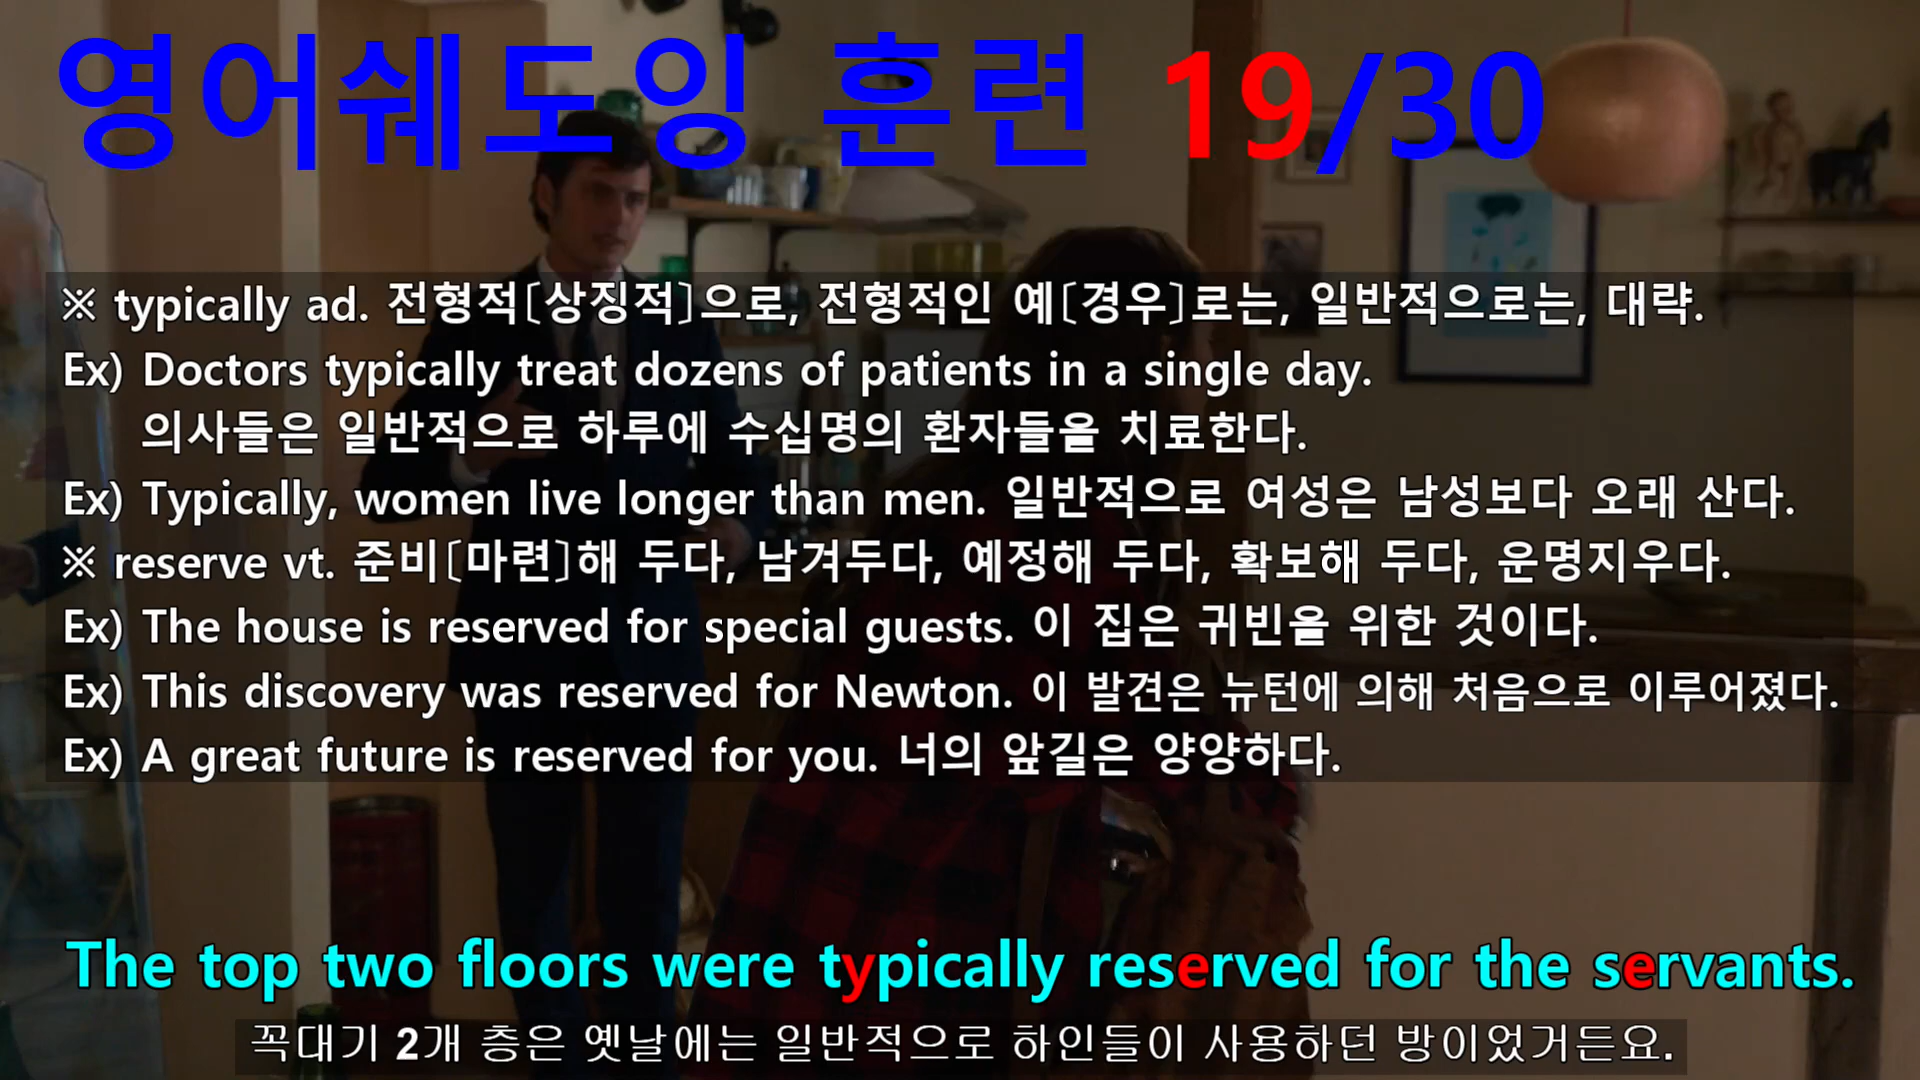 영어쉐도잉 훈련 19/30
※ typically ad. 전형적[상징적]으로, 전형적인 예[경우]로는, 일반적으로는, 대략.
Ex) Doctors typically treat dozens of patients in a single day.
의사들은 일반적으로 하루에 수십명의 환자들을 치료한다.
Ex) Typically, women live longer than men. 일반적으로 여성은 남성보다 오래 산다.
※ reserve vt. 준비[마련]해 두다, 남겨두다, 예정해 두다, 확보해 두다, 운명지우다.
Ex) The house is reserved for special guests. 이 집은 귀빈을 위한 것이다.
Ex) This discovery was reserved for Newton. 이 발견은 뉴턴에 의해 처음으로 이루어졌다.
Ex) A great future is reserved for you. 너의 앞길은 양양하다.
The top two floors were typically reserved for the servants.
꼭대기 2개 층은 옛날에는 일반적으로 하인들이 사용하던 방이었거든요.